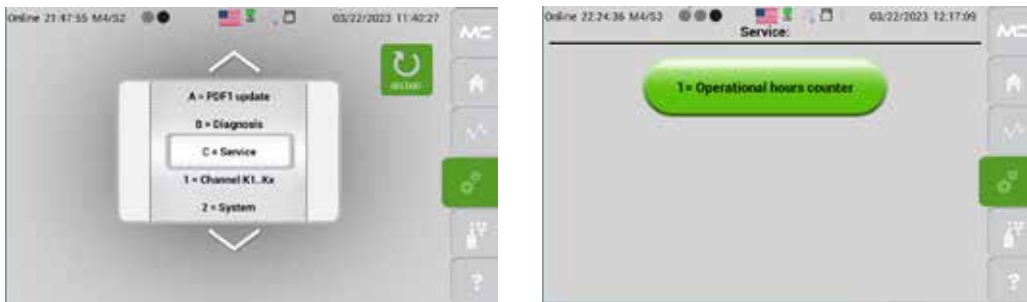 Online 21:47:55 M4/S2 03/22/2023 11:40:27
A = PDF1 update
B = Diagnosis
C = Service
1 = Channel K1..Kx
2 = System
MC
?
Online 22:24:36 M4/S3 03/22/2023 12:17:09
Service:
1= Operational hours counter
MC
?